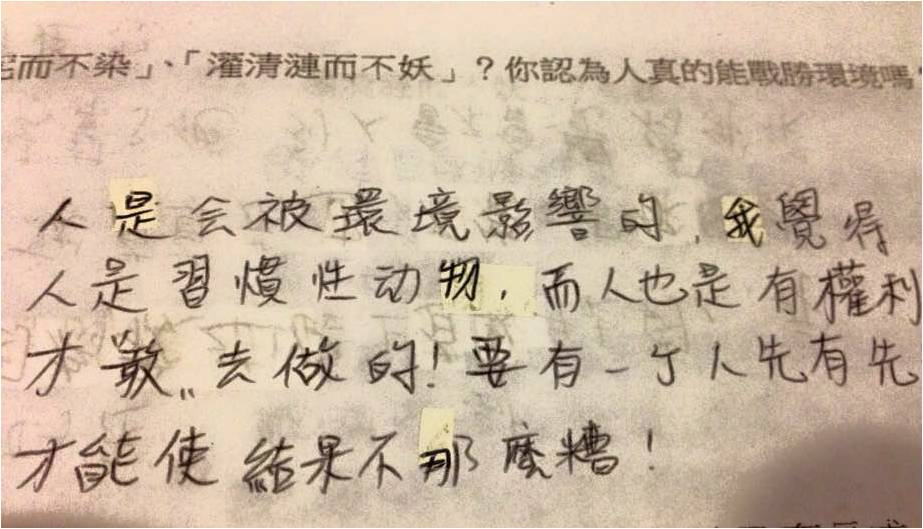 而不染」、「灌清漣而不妖」？你認為人真的能戰勝環境嗎
人是会被環境影響的，我覺得
人是習慣性动物，而人也是有權利
才敢去做的！要有一个人先有先
才能使結果不那麼糟！